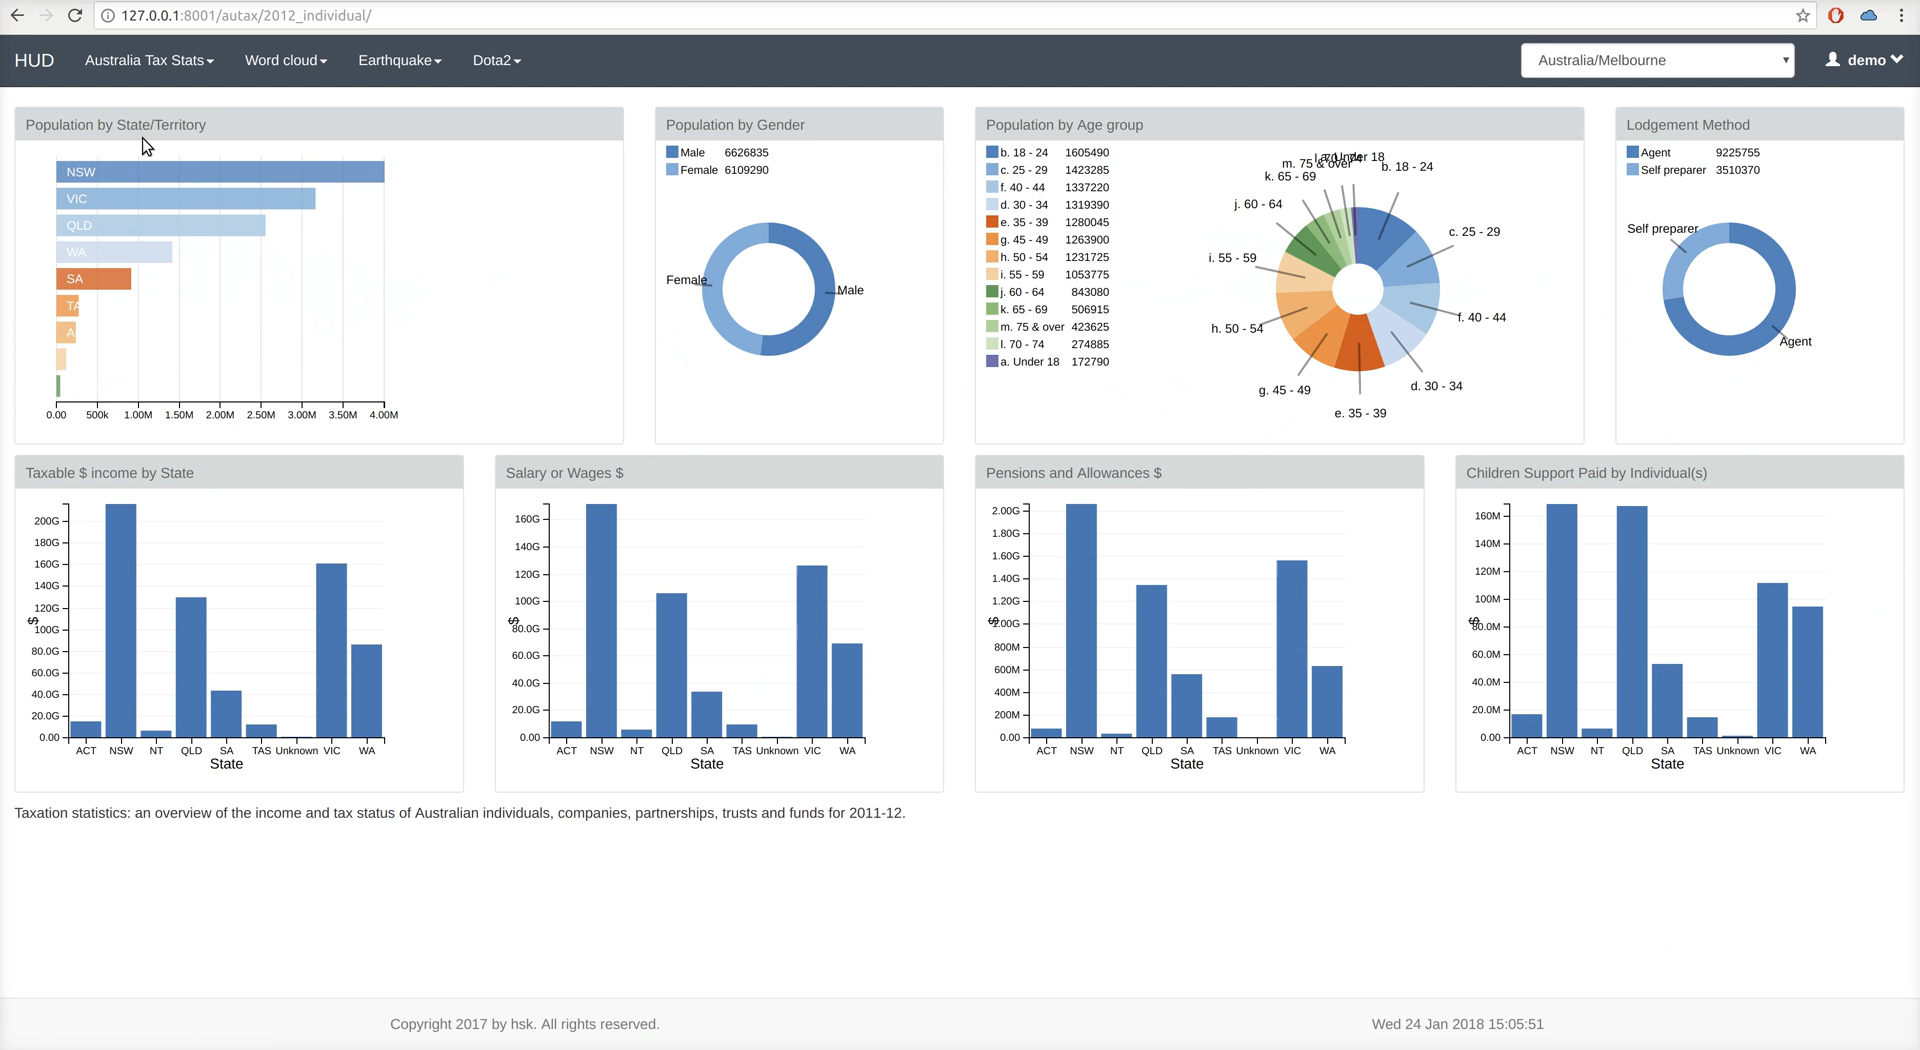 127.0.0.1:8001/autax/2012_individual/
HUD Australia Tax Stats Word cloud Earthquake Dota2 Australia/Melbourne demo
Population by State/Territory
NSW
VIC
QLD
WA
SA
TA
A
0.00 500k 1.00M 1.50M 2.00M 2.50M 3.00M 3.50M 4.00M
Population by Gender
Male 6626835
Female 6109290
Female
Male
Population by Age group
b. 18 - 24 1605490
c. 25 - 29 1423285
f. 40 - 44 1337220
d. 30 - 34 1319390
e. 35 - 39 1280045
g. 45 - 49 1263900
h. 50 - 54 1231725
i. 55 - 59 1053775
j. 60 - 64 843080
k. 65 - 69 506915
m. 75 & over 423625
l. 70 - 74 274885
a. Under 18 172790
l. 70 - 74
a. Under 18
m. 75 & over
b. 18 - 24
k. 65 - 69
j. 60 - 64
c. 25 - 29
i. 55 - 59
f. 40 - 44
h. 50 - 54
d. 30 - 34
g. 45 - 49
e. 35 - 39
Lodgement Method
Agent 9225755
Self preparer 3510370
Self preparer
Agent
Taxable $ income by State
200G
180G
160G
140G
120G
$
100G
80.0G
60.0G
40.0G
20.0G
0.00
ACT NSW NT QLD SA TAS Unknown VIC WA
State
Salary or Wages $
160G
140G
120G
100G
$
80.0G
60.0G
40.0G
20.0G
0.00
ACT NSW NT QLD SA TAS Unknown VIC WA
State
Pensions and Allowances $
2.00G
1.80G
1.60G
1.40G
1.20G
$
1.00G
800M
600M
400M
200M
0.00
ACT NSW NT QLD SA TAS Unknown VIC WA
State
Children Support Paid by Individual(s)
160M
140M
120M
100M
$
80.0M
60.0M
40.0M
20.0M
0.00
ACT NSW NT QLD SA TAS Unknown VIC WA
State
Taxation statistics: an overview of the income and tax status of Australian individuals, companies, partnerships, trusts and funds for 2011-12.
Copyright 2017 by hsk. All rights reserved.
Wed 24 Jan 2018 15:05:51